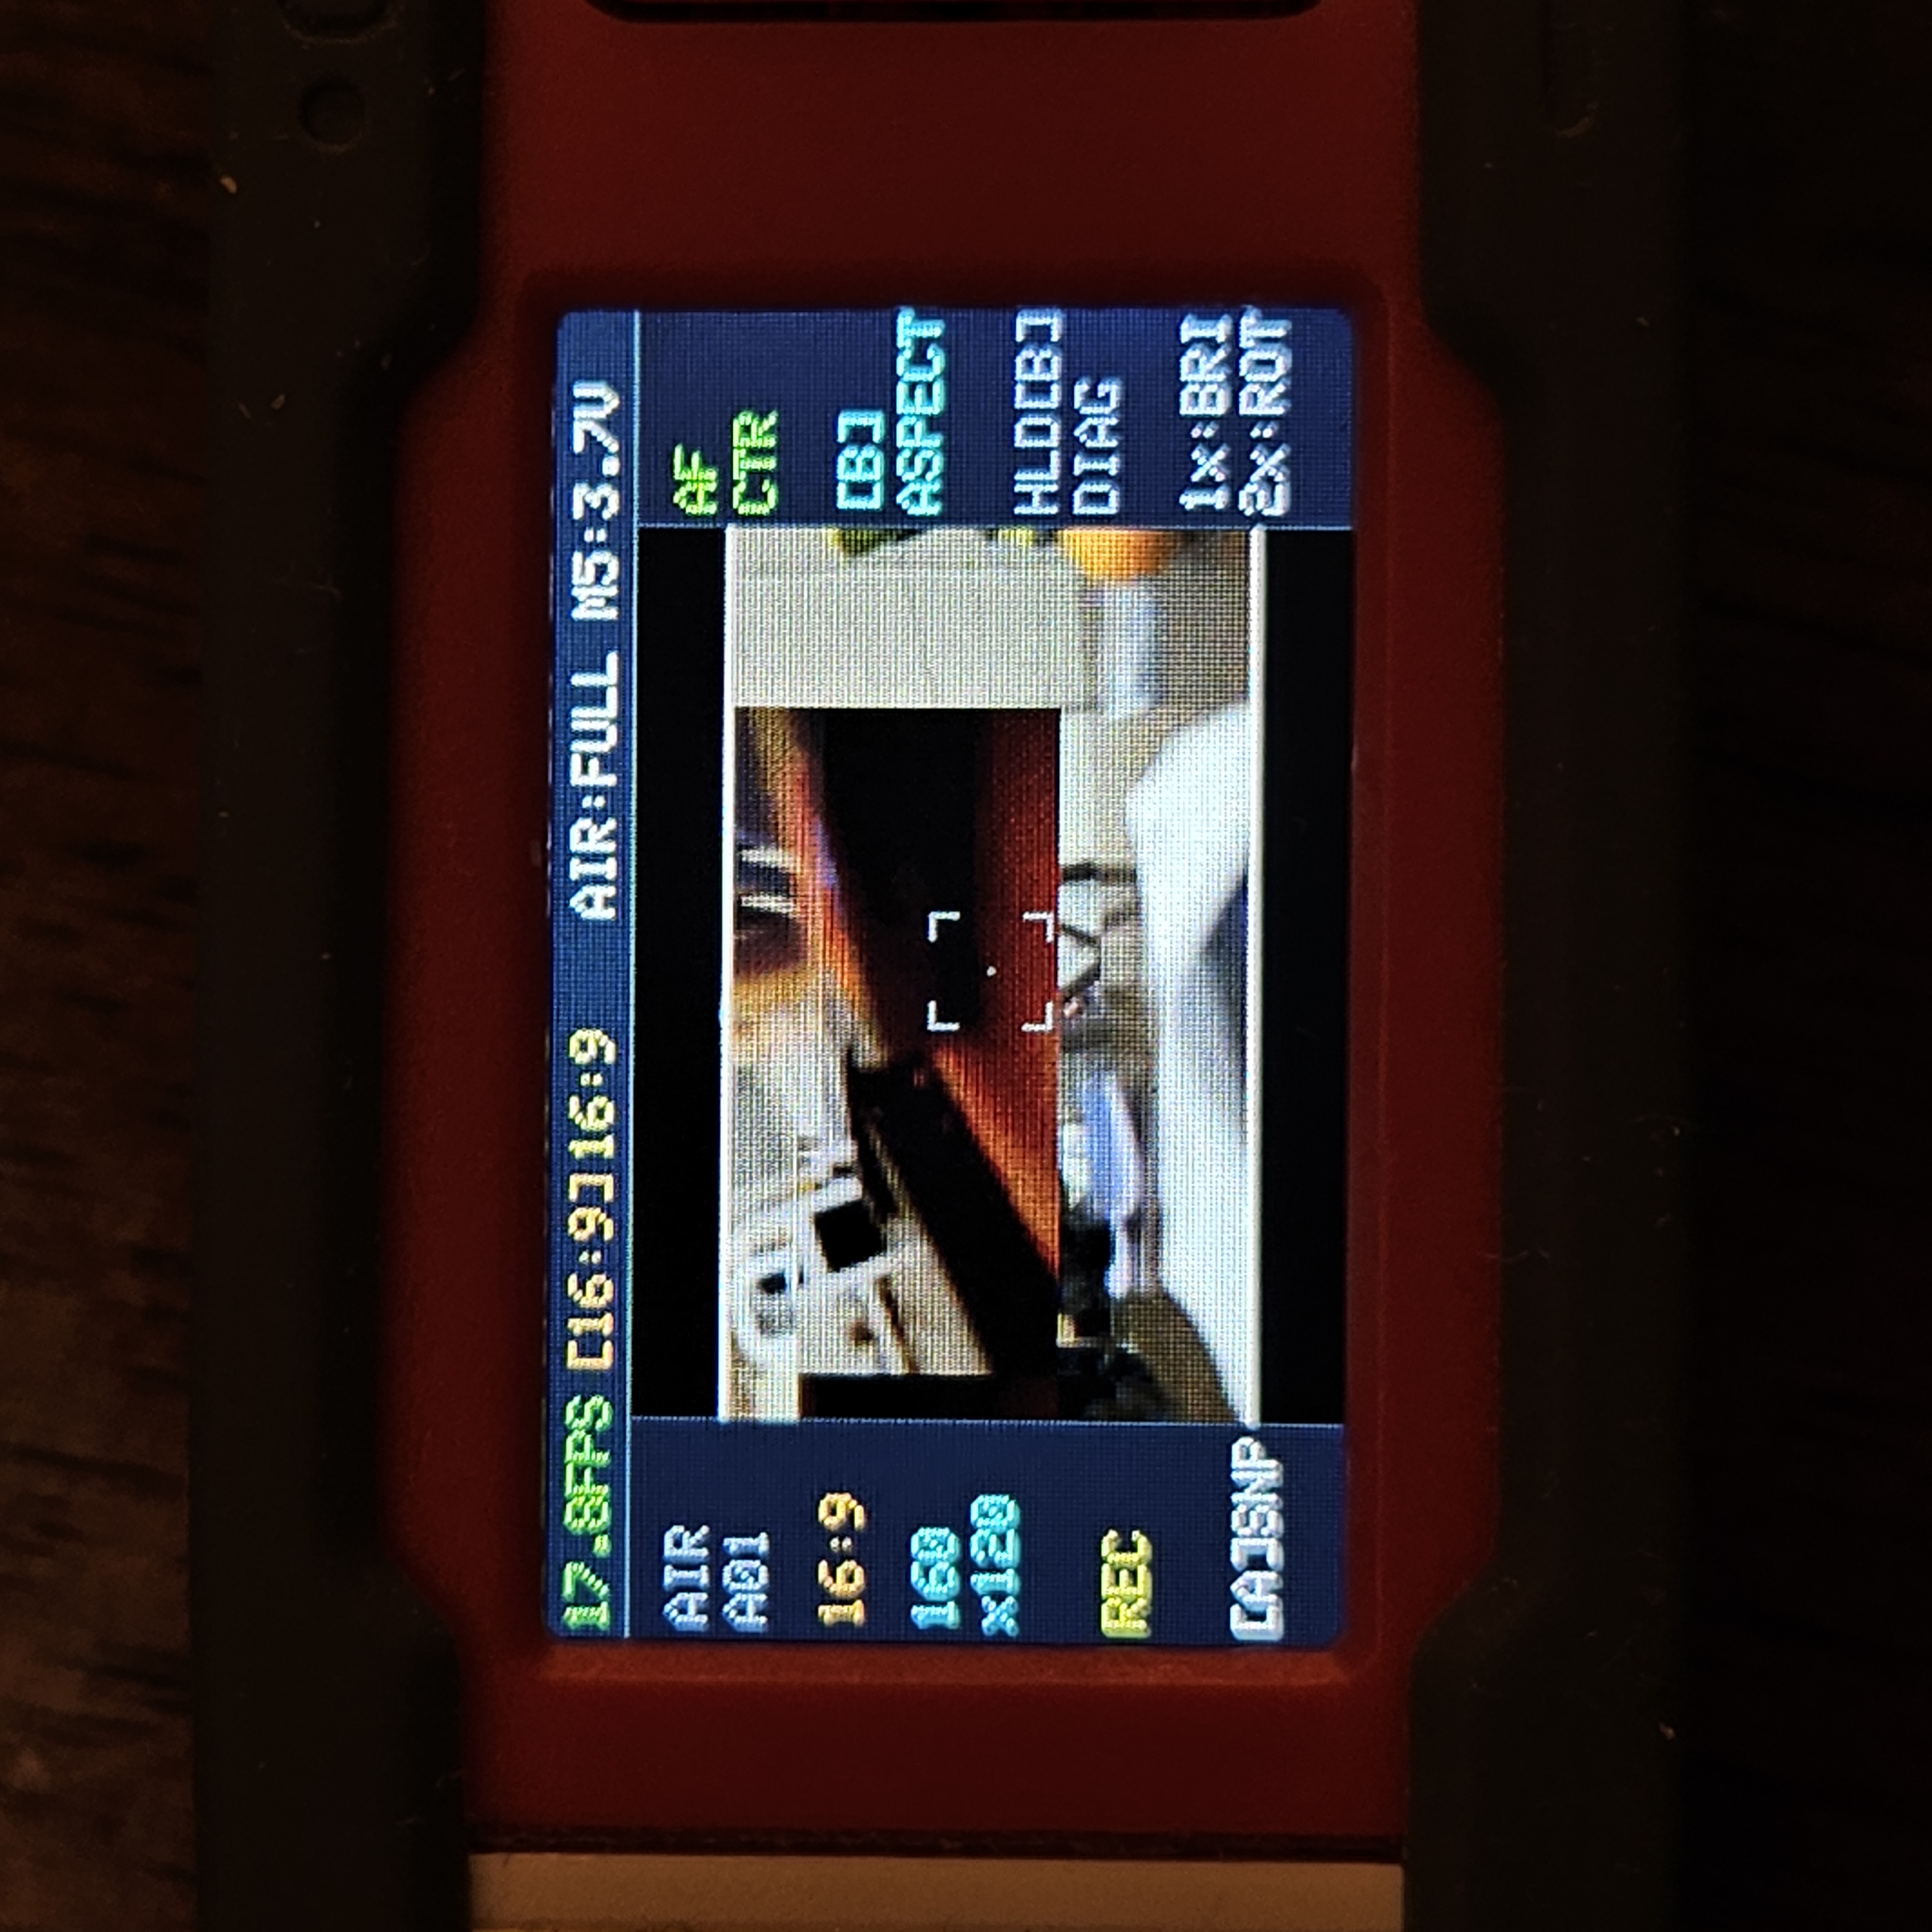 17.8FPS [16:9]16:9 AIR:FULL M5:3.7V
AIR
A01
16:9
160
x120
REC
[A]SNP
AF
CTR
[B]
ASPECT
HLD[B]
DIAG
1x:BRI
2x:ROT